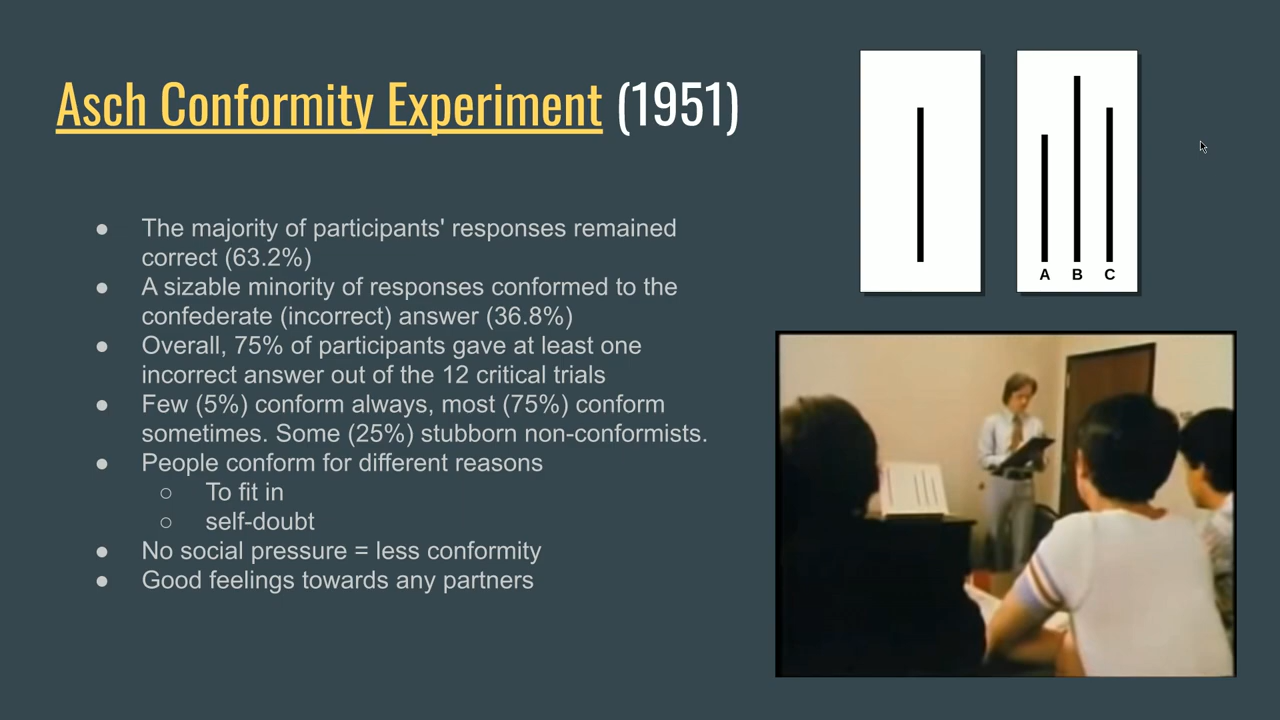 Asch Conformity Experiment (1951)
● The majority of participants' responses remained
correct (63.2%)
● A sizable minority of responses conformed to the
confederate (incorrect) answer (36.8%)
● Overall, 75% of participants gave at least one
incorrect answer out of the 12 critical trials
● Few (5%) conform always, most (75%) conform
sometimes. Some (25%) stubborn non-conformists.
● People conform for different reasons
○ To fit in
○ self-doubt
● No social pressure = less conformity
● Good feelings towards any partners
A B C